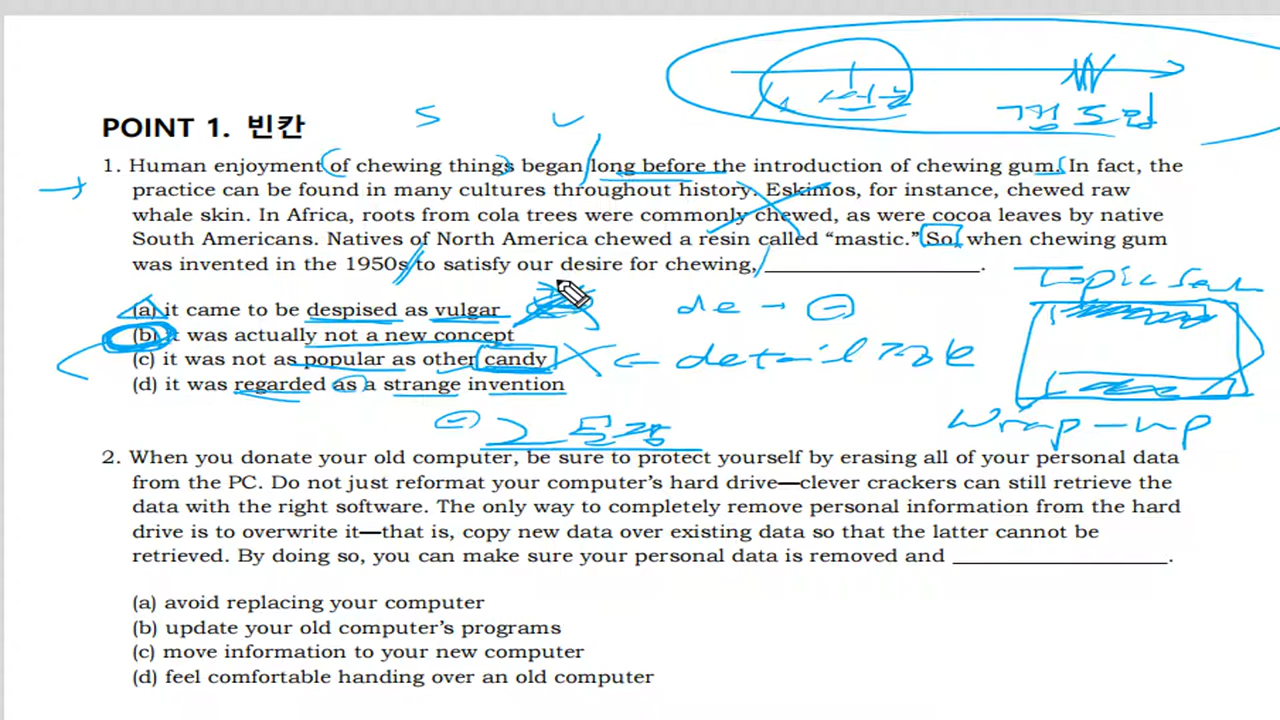 껌 도입
S V
POINT 1. 빈칸
1. Human enjoyment of chewing things began long before the introduction of chewing gum. In fact, the
practice can be found in many cultures throughout history. Eskimos, for instance, chewed raw
whale skin. In Africa, roots from cola trees were commonly chewed, as were cocoa leaves by native
South Americans. Natives of North America chewed a resin called “mastic.” So, when chewing gum
was invented in the 1950s to satisfy our desire for chewing, ____________________.
Topic Sen
(a) it came to be despised as vulgar
de → ⊖
(b) it was actually not a new concept
(c) it was not as popular as other candy
← detail
(d) it was regarded as a strange invention
Wrap-up
2. When you donate your old computer, be sure to protect yourself by erasing all of your personal data
from the PC. Do not just reformat your computer’s hard drive—clever crackers can still retrieve the
data with the right software. The only way to completely remove personal information from the hard
drive is to overwrite it—that is, copy new data over existing data so that the latter cannot be
retrieved. By doing so, you can make sure your personal data is removed and ____________________.
(a) avoid replacing your computer
(b) update your old computer’s programs
(c) move information to your new computer
(d) feel comfortable handing over an old computer